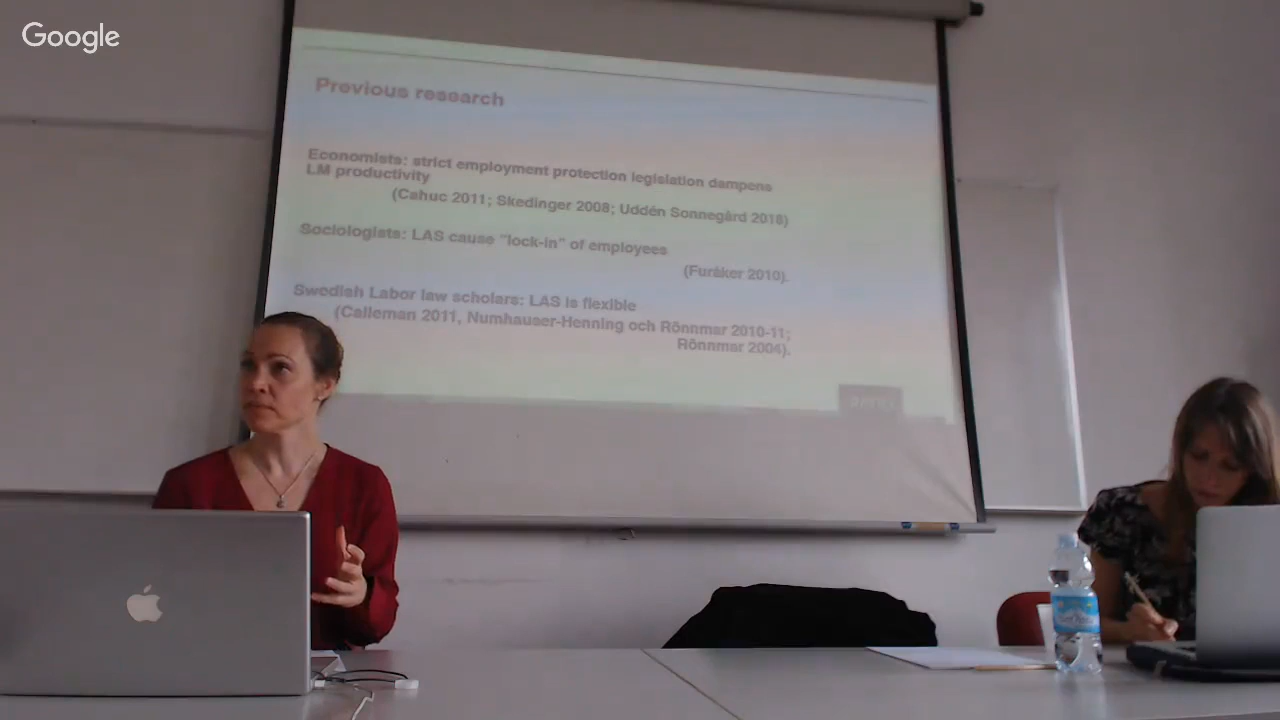 Google
Previous research
Economists: strict employment protection legislation dampens
LM productivity
(Cahuc 2011; Skedinger 2008; Uddén Sonnegård 2018)
Sociologists: LAS cause "lock-in" of employees
(Furåker 2010).
Swedish Labor law scholars: LAS is flexible
(Calleman 2011, Numhauser-Henning och Rönnmar 2010-11;
Rönnmar 2004).